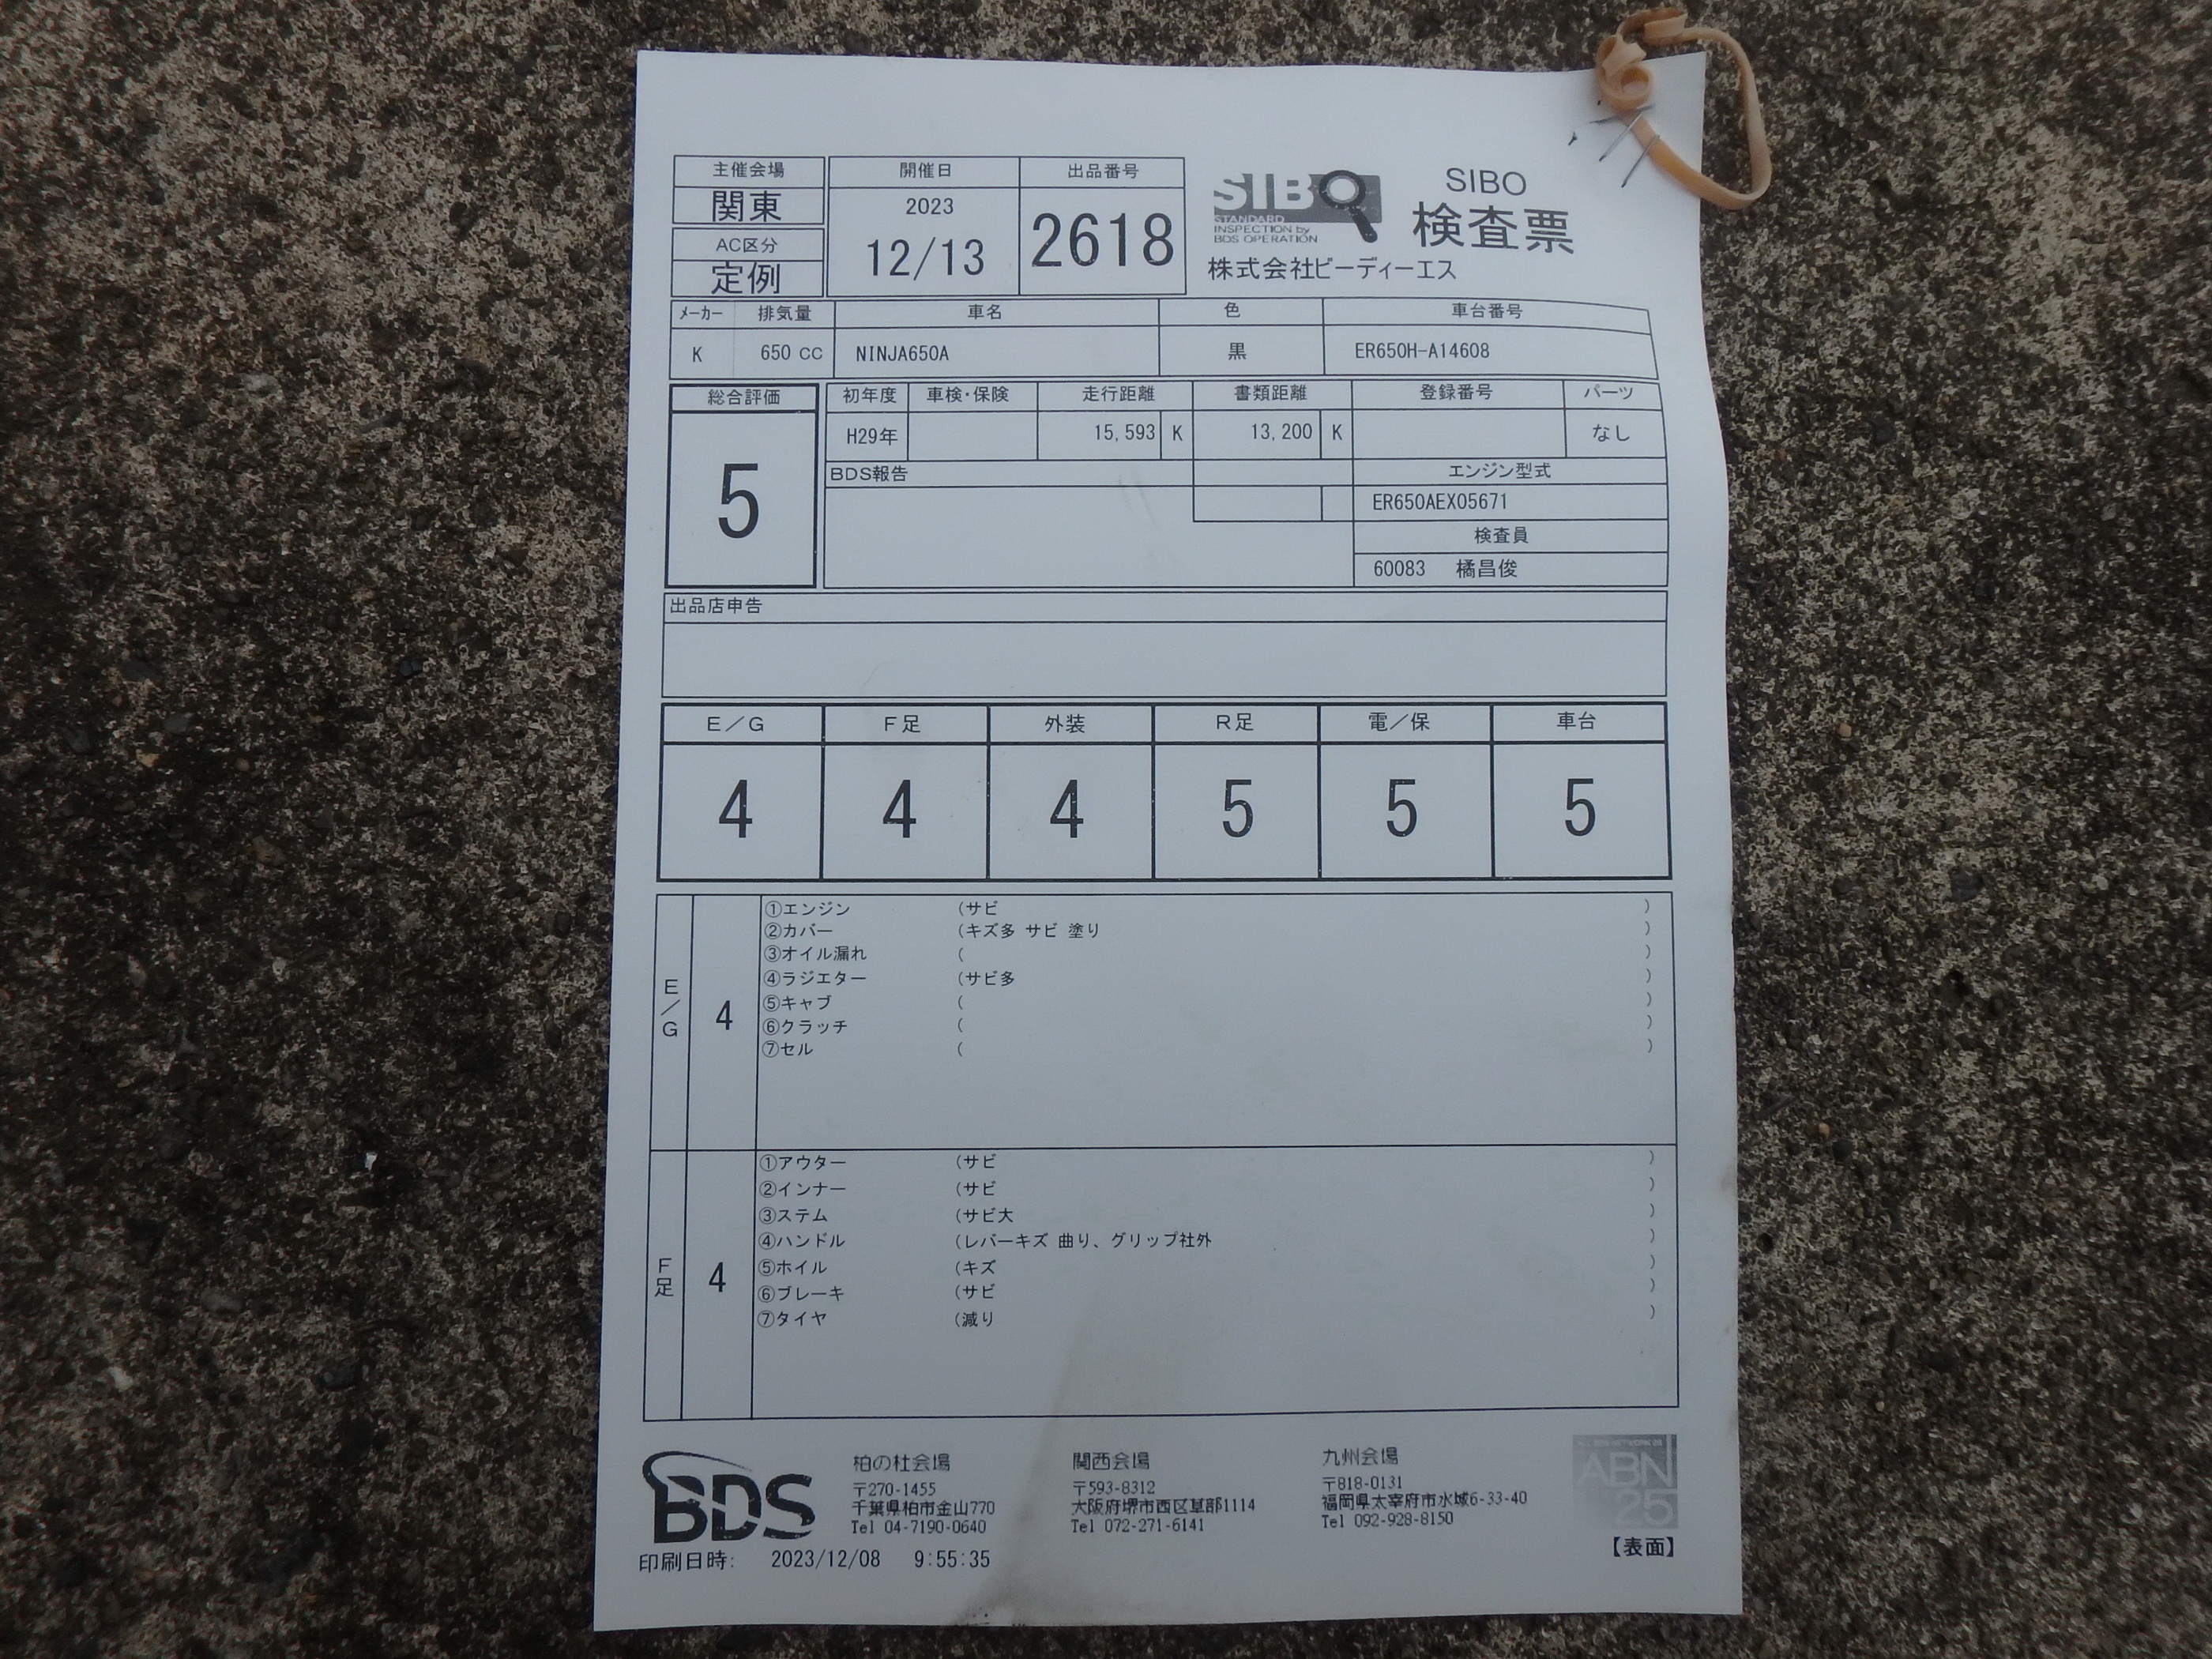 主催会場
関東
AC区分
定例
開催日
2023
12/13
出品番号
2618
SIBO
STANDARD
INSPECTION by
BDS OPERATION
SIBO
検査票
株式会社ビーディーエス
メーカー 排気量 車名 色 車台番号
K 650 CC NINJA650A 黒 ER650H-A14608
総合評価
5
初年度 車検・保険 走行距離 書類距離 登録番号 パーツ
H29年 15,593 K 13,200 K なし
BDS報告
エンジン型式
ER650AEX05671
検査員
60083 橘昌俊
出品店申告
E/G F足 外装 R足 電/保 車台
4 4 4 5 5 5
E/G
4
①エンジン (サビ )
②カバー (キズ多 サビ 塗り )
③オイル漏れ ( )
④ラジエター (サビ多 )
⑤キャブ ( )
⑥クラッチ ( )
⑦セル ( )
F足
4
①アウター (サビ )
②インナー (サビ )
③ステム (サビ大 )
④ハンドル (レバーキズ 曲り、グリップ社外 )
⑤ホイル (キズ )
⑥ブレーキ (サビ )
⑦タイヤ (減り )
BDS
柏の杜会場
〒270-1455
千葉県柏市金山770
Tel 04-7190-0640
関西会場
〒593-8312
大阪府堺市西区草部1114
Tel 072-271-6141
九州会場
〒818-0131
福岡県太宰府市水城6-33-40
Tel 092-928-8150
ABN
25
【表面】
印刷日時: 2023/12/08 9:55:35